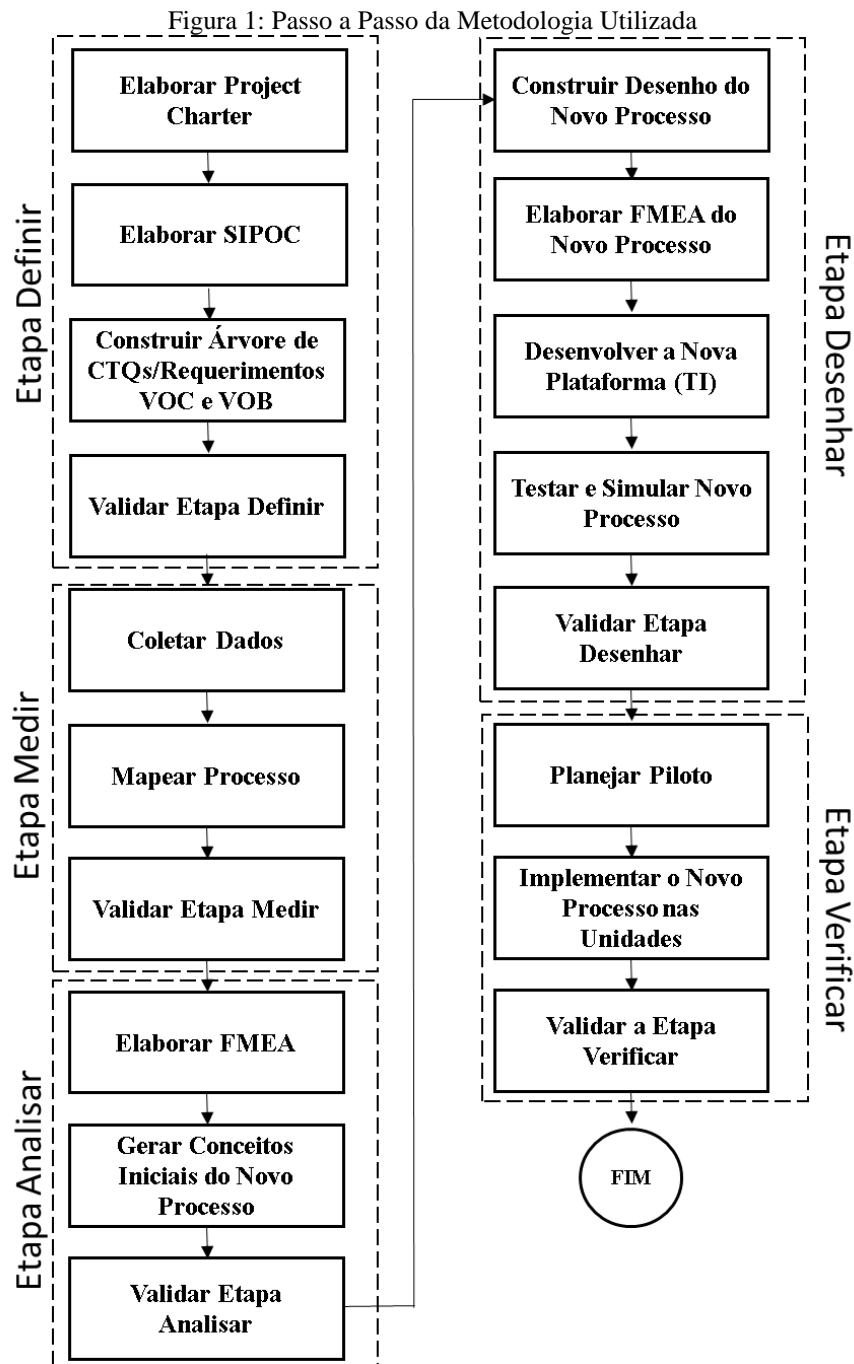 Figura 1: Passo a Passo da Metodologia Utilizada
Etapa Definir
Elaborar Project
Charter
Elaborar SIPOC
Construir Árvore de
CTQs/Requerimentos
VOC e VOB
Validar Etapa Definir
Etapa Medir
Coletar Dados
Mapear Processo
Validar Etapa Medir
Etapa Analisar
Elaborar FMEA
Gerar Conceitos
Iniciais do Novo
Processo
Validar Etapa
Analisar
Etapa Desenhar
Construir Desenho do
Novo Processo
Elaborar FMEA do
Novo Processo
Desenvolver a Nova
Plataforma (TI)
Testar e Simular Novo
Processo
Validar Etapa
Desenhar
Etapa Verificar
Planejar Piloto
Implementar o Novo
Processo nas
Unidades
Validar a Etapa
Verificar
FIM